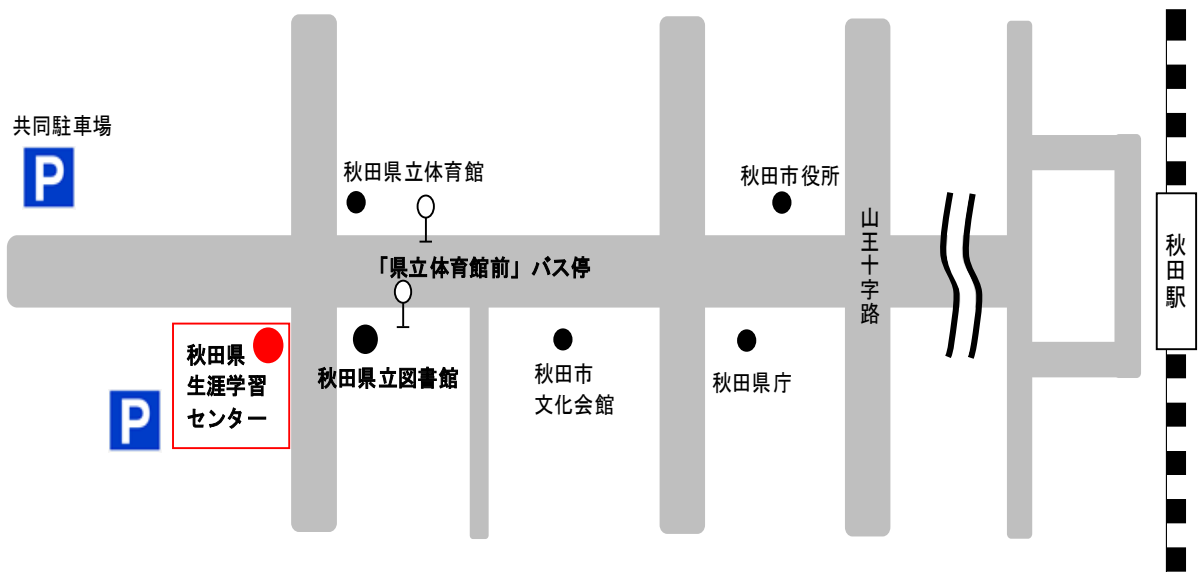 共同駐車場
P
秋田県立体育館
秋田市役所
山王十字路
秋田駅
「県立体育館前」バス停
秋田県
生涯学習
センター
秋田県立図書館
秋田市
文化会館
秋田県庁
P